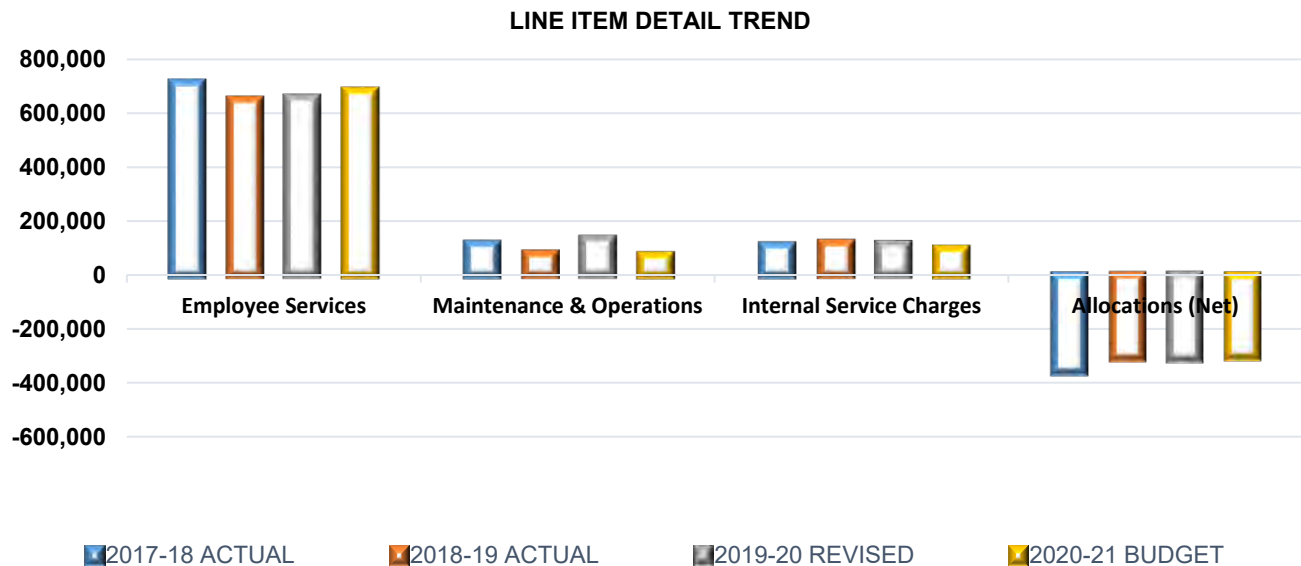 LINE ITEM DETAIL TREND
800,000
600,000
400,000
200,000
0
Employee Services Maintenance & Operations Internal Service Charges Allocations (Net)
-200,000
-400,000
-600,000
2017-18 ACTUAL 2018-19 ACTUAL 2019-20 REVISED 2020-21 BUDGET